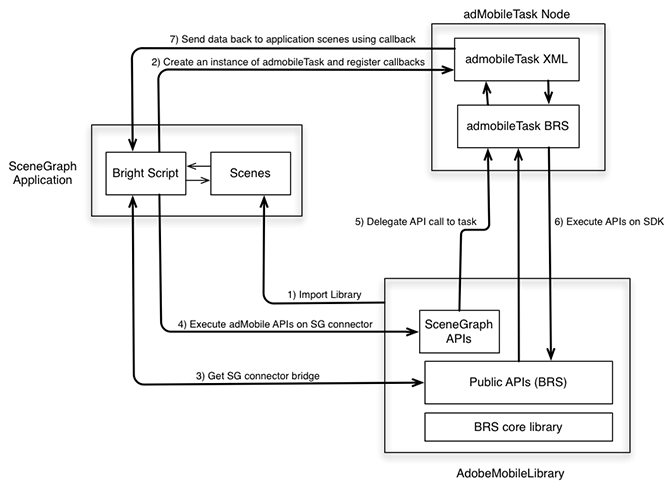 adMobileTask Node
7) Send data back to application scenes using callback
admobileTask XML
2) Create an instance of admobileTask and register callbacks
admobileTask BRS
SceneGraph
Application
Bright Script
Scenes
5) Delegate API call to task
6) Execute APIs on SDK
1) Import Library
4) Execute adMobile APIs on SG connector
SceneGraph
APIs
3) Get SG connector bridge
Public APIs (BRS)
BRS core library
AdobeMobileLibrary